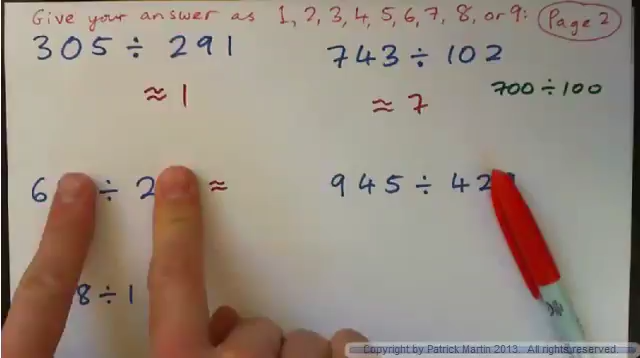 Give your answer as 1, 2, 3, 4, 5, 6, 7, 8, or 9: Page 2
305 ÷ 291
743 ÷ 102
≈ 1
≈ 7
700 ÷ 100
6 ÷ 2 ≈
945 ÷ 42
8 ÷ 1
Copyright by Patrick Martin 2013. All rights reserved.